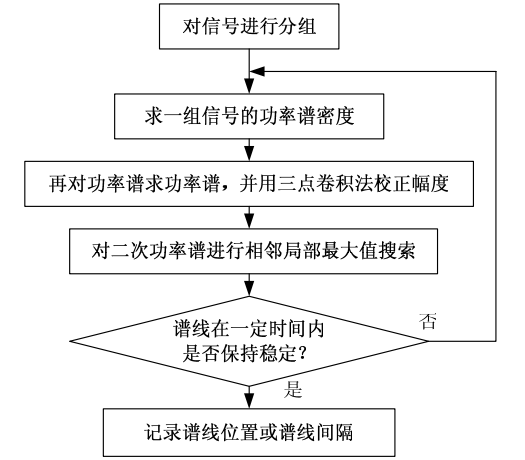 对信号进行分组
求一组信号的功率谱密度
再对功率谱求功率谱，并用三点卷积法校正幅度
对二次功率谱进行相邻局部最大值搜索
谱线在一定时间内
是否保持稳定？
否
是
记录谱线位置或谱线间隔